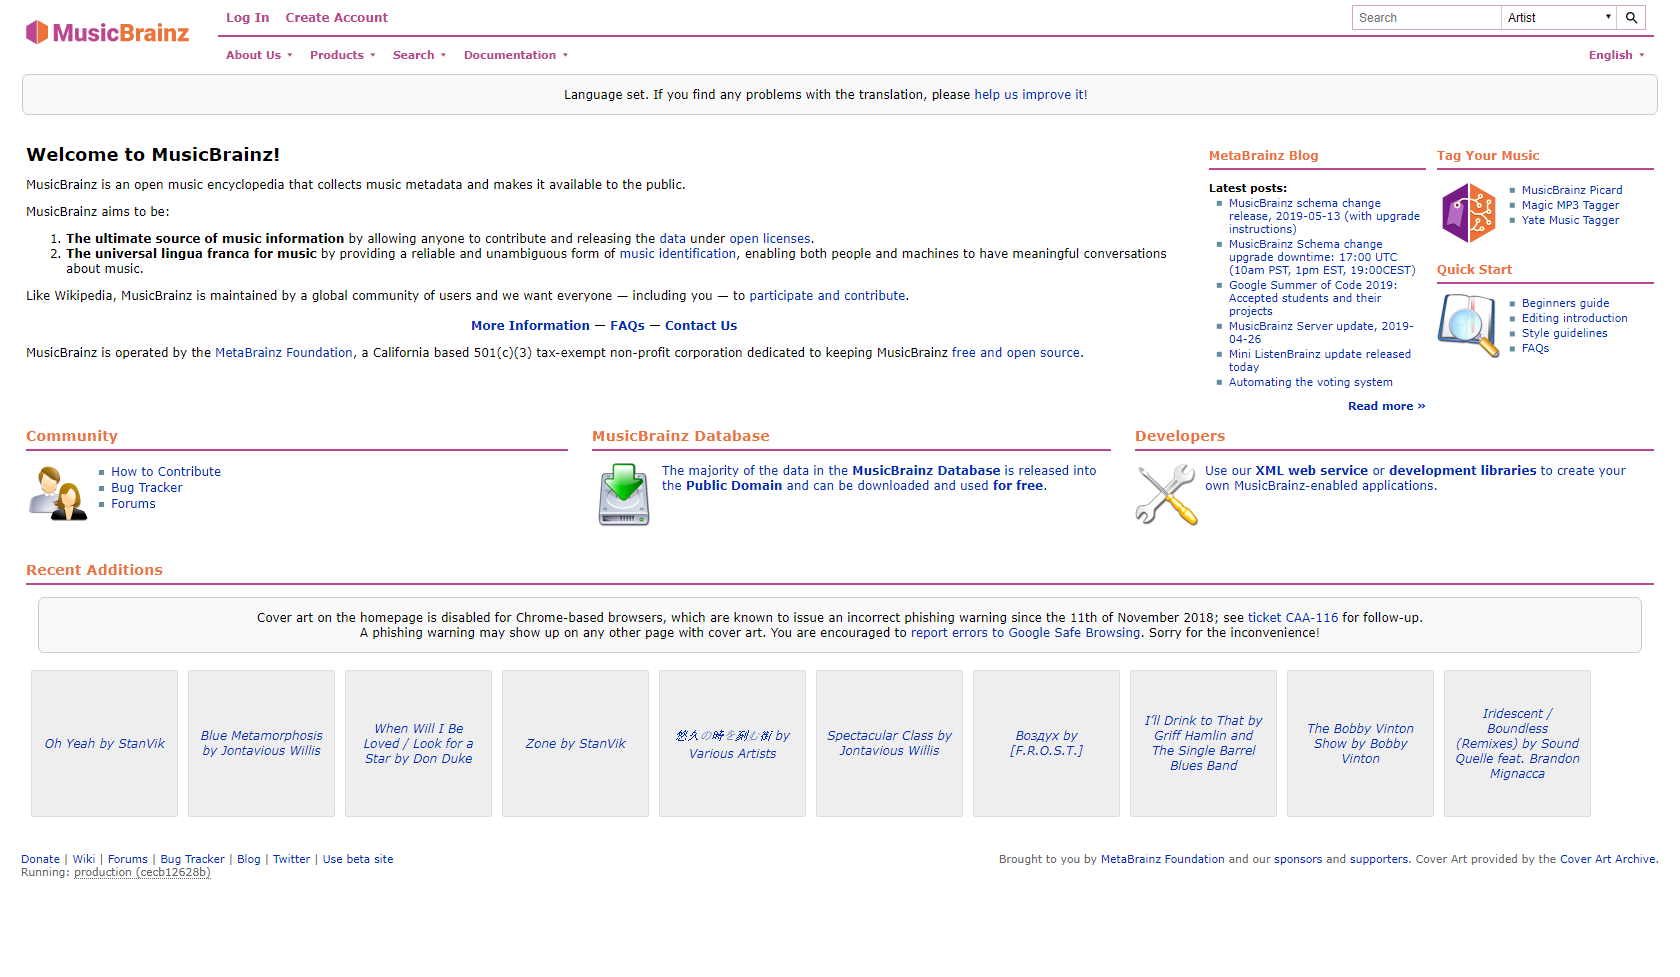 MusicBrainz
Log In Create Account
Search Artist
About Us Products Search Documentation
English
Language set. If you find any problems with the translation, please help us improve it!
Welcome to MusicBrainz!
MusicBrainz is an open music encyclopedia that collects music metadata and makes it available to the public.
MusicBrainz aims to be:
1. The ultimate source of music information by allowing anyone to contribute and releasing the data under open licenses.
2. The universal lingua franca for music by providing a reliable and unambiguous form of music identification, enabling both people and machines to have meaningful conversations
about music.
Like Wikipedia, MusicBrainz is maintained by a global community of users and we want everyone — including you — to participate and contribute.
More Information — FAQs — Contact Us
MusicBrainz is operated by the MetaBrainz Foundation, a California based 501(c)(3) tax-exempt non-profit corporation dedicated to keeping MusicBrainz free and open source.
MetaBrainz Blog
Latest posts:
MusicBrainz schema change
release, 2019-05-13 (with upgrade
instructions)
MusicBrainz Schema change
upgrade downtime: 17:00 UTC
(10am PST, 1pm EST, 19:00CEST)
Google Summer of Code 2019:
Accepted students and their
projects
MusicBrainz Server update, 2019-
04-26
Mini ListenBrainz update released
today
Automating the voting system
Read more »
Tag Your Music
MusicBrainz Picard
Magic MP3 Tagger
Yate Music Tagger
Quick Start
Beginners guide
Editing introduction
Style guidelines
FAQs
Community
How to Contribute
Bug Tracker
Forums
MusicBrainz Database
The majority of the data in the MusicBrainz Database is released into
the Public Domain and can be downloaded and used for free.
Developers
Use our XML web service or development libraries to create your
own MusicBrainz-enabled applications.
Recent Additions
Cover art on the homepage is disabled for Chrome-based browsers, which are known to issue an incorrect phishing warning since the 11th of November 2018; see ticket CAA-116 for follow-up.
A phishing warning may show up on any other page with cover art. You are encouraged to report errors to Google Safe Browsing. Sorry for the inconvenience!
Oh Yeah by StanVik
Blue Metamorphosis
by Jontavious Willis
When Will I Be
Loved / Look for a
Star by Don Duke
Zone by StanVik
悠久の時を刻む街 by
Various Artists
Spectacular Class by
Jontavious Willis
Воздух by
[F.R.O.S.T.]
I’ll Drink to That by
Griff Hamlin and
The Single Barrel
Blues Band
The Bobby Vinton
Show by Bobby
Vinton
Iridescent /
Boundless
(Remixes) by Sound
Quelle feat. Brandon
Mignacca
Donate | Wiki | Forums | Bug Tracker | Blog | Twitter | Use beta site
Running: production (cecb12628b)
Brought to you by MetaBrainz Foundation and our sponsors and supporters. Cover Art provided by the Cover Art Archive.